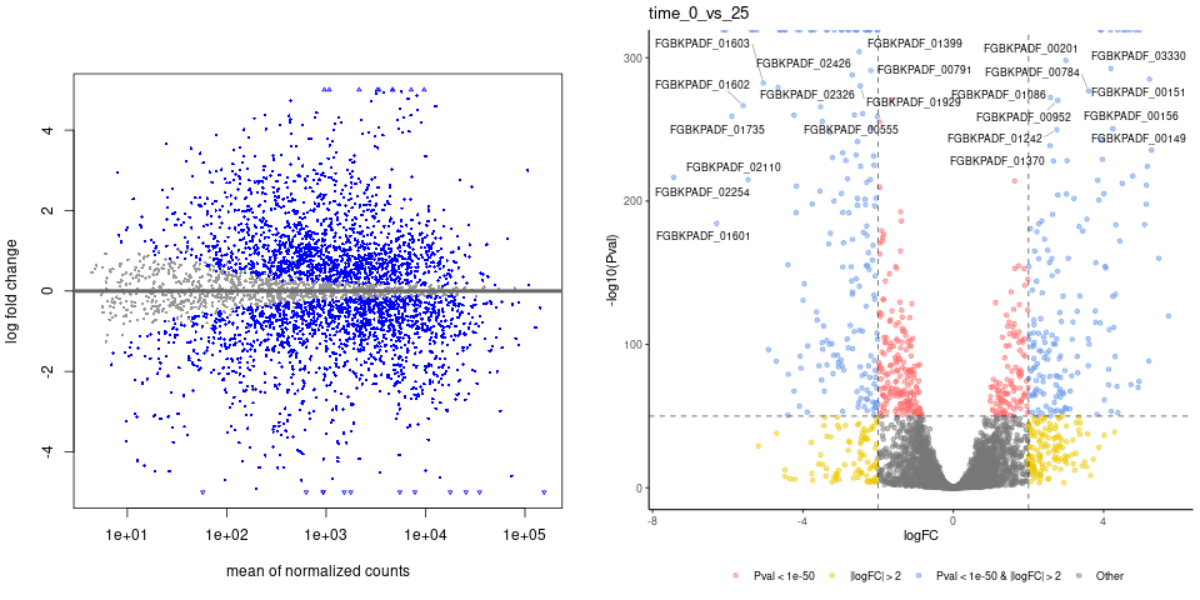 time_0_vs_25
log fold change
4
2
0
-2
-4
1e+01 1e+02 1e+03 1e+04 1e+05
mean of normalized counts
-log10(Pval)
300
200
100
0
FGBKPADF_01603
FGBKPADF_01399
FGBKPADF_00201
FGBKPADF_03330
FGBKPADF_02426
FGBKPADF_00791
FGBKPADF_00784
FGBKPADF_01602
FGBKPADF_02326
FGBKPADF_01929
FGBKPADF_01086
FGBKPADF_00151
FGBKPADF_01735
FGBKPADF_00555
FGBKPADF_00952
FGBKPADF_00156
FGBKPADF_01242
FGBKPADF_00149
FGBKPADF_02110
FGBKPADF_01370
FGBKPADF_02254
FGBKPADF_01601
-8 -4 0 4
logFC
Pval < 1e-50 |logFC| > 2 Pval < 1e-50 & |logFC| > 2 Other